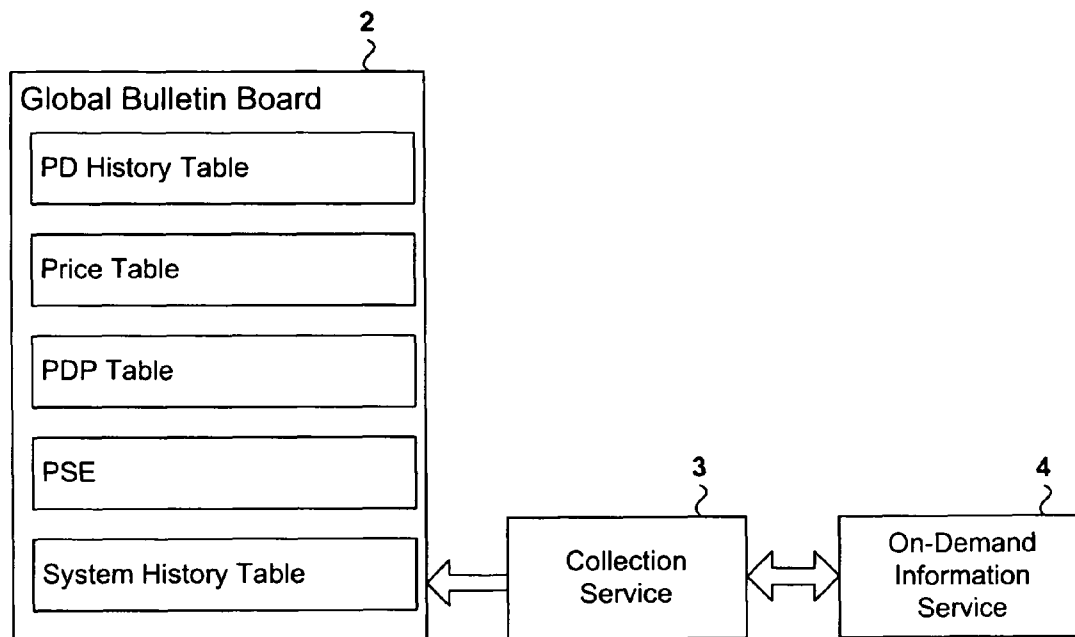 2
Global Bulletin Board
PD History Table
Price Table
PDP Table
PSE
System History Table
3
Collection
Service
4
On-Demand
Information
Service